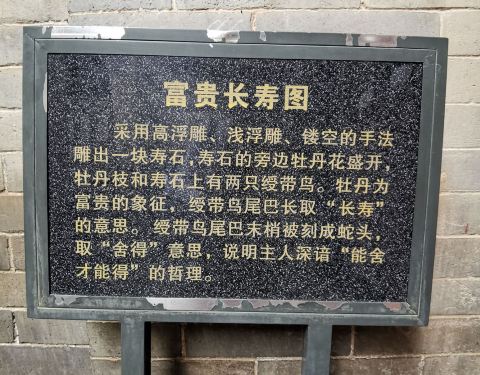 富贵长寿图
采用高浮雕、浅浮雕、镂空的手法
雕出一块寿石，寿石的旁边牡丹花盛开，
牡丹枝和寿石上有两只绶带鸟。牡丹为
富贵的象征，绶带鸟尾巴长取“长寿”
的意思。绶带鸟尾巴末梢被刻成蛇头，
取“舍得”意思，说明主人深谙“能舍
才能得”的哲理。